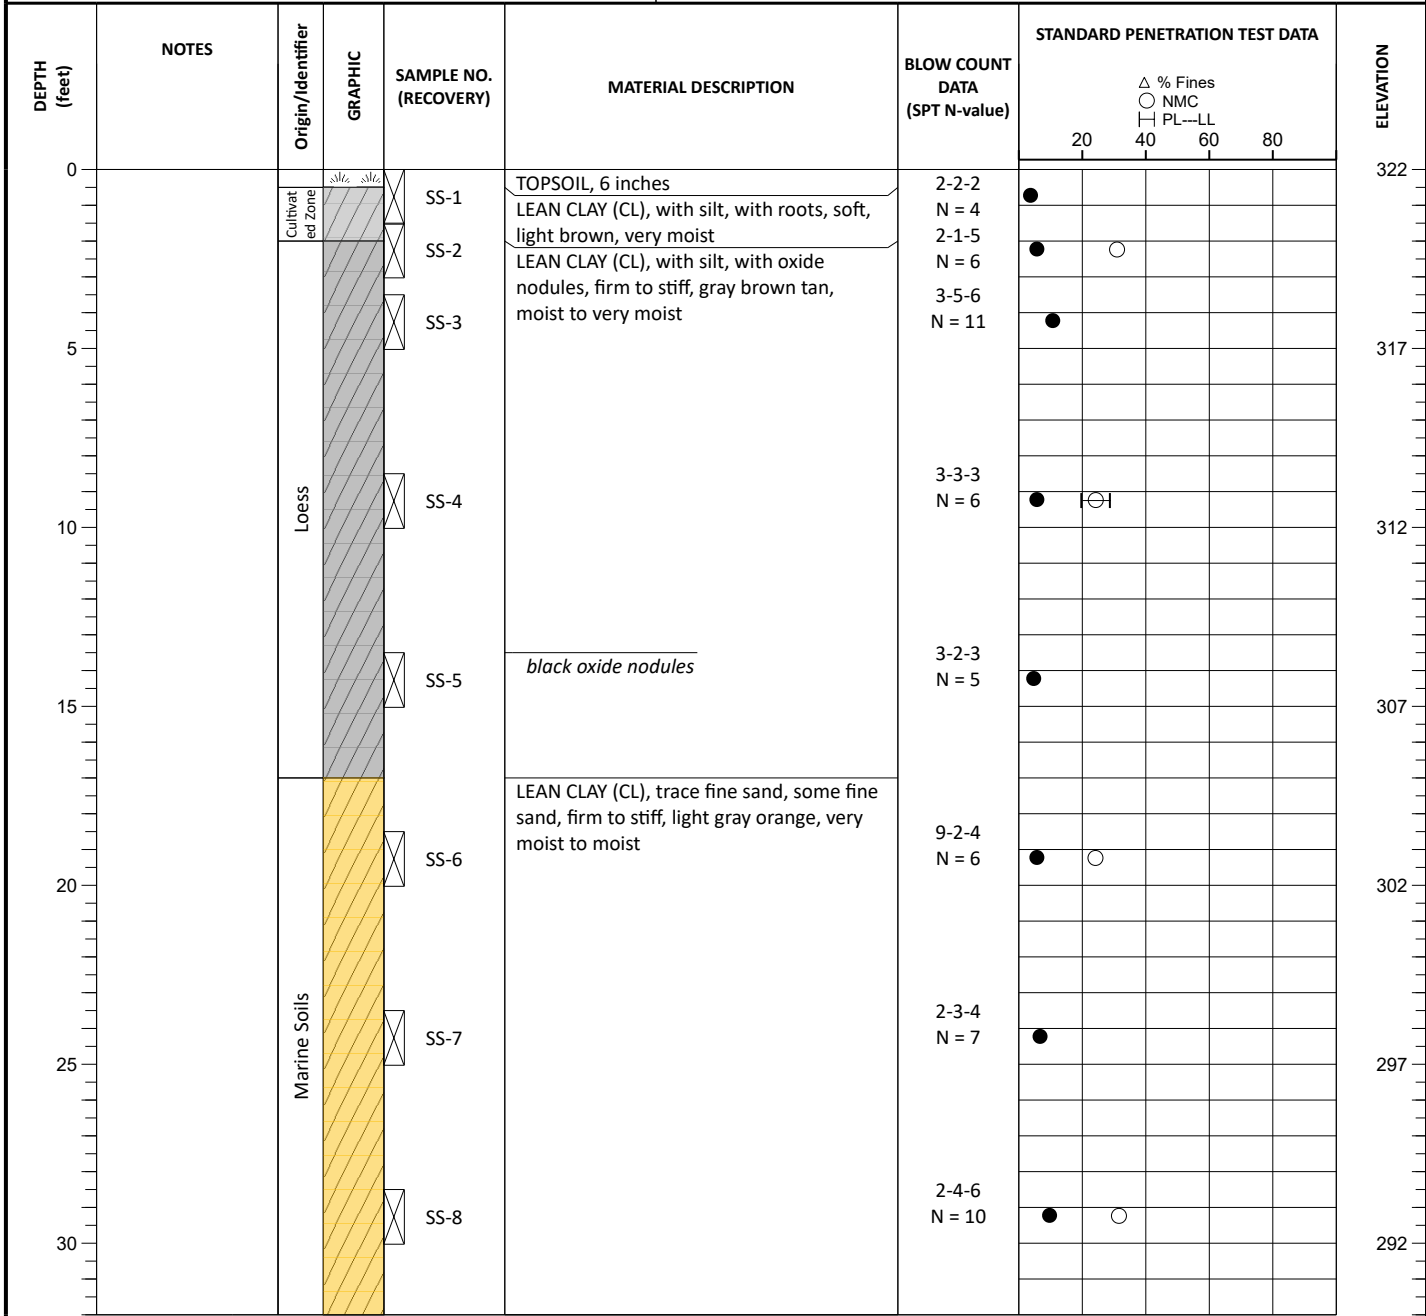 DEPTH
(feet)
NOTES
Origin/Identifier
GRAPHIC
SAMPLE NO.
(RECOVERY)
MATERIAL DESCRIPTION
BLOW COUNT
DATA
(SPT N-value)
STANDARD PENETRATION TEST DATA
△ % Fines
○ NMC
PL---LL
20 40 60 80
ELEVATION
0
Cultivat
ed Zone
SS-1
TOPSOIL, 6 inches
LEAN CLAY (CL), with silt, with roots, soft,
light brown, very moist
2-2-2
N = 4
322
SS-2
LEAN CLAY (CL), with silt, with oxide
nodules, firm to stiff, gray brown tan,
moist to very moist
2-1-5
N = 6
SS-3
3-5-6
N = 11
5
317
Loess
SS-4
3-3-3
N = 6
10
312
SS-5
black oxide nodules
3-2-3
N = 5
15
307
LEAN CLAY (CL), trace fine sand, some fine
sand, firm to stiff, light gray orange, very
moist to moist
SS-6
9-2-4
N = 6
20
302
Marine Soils
SS-7
2-3-4
N = 7
25
297
SS-8
2-4-6
N = 10
30
292